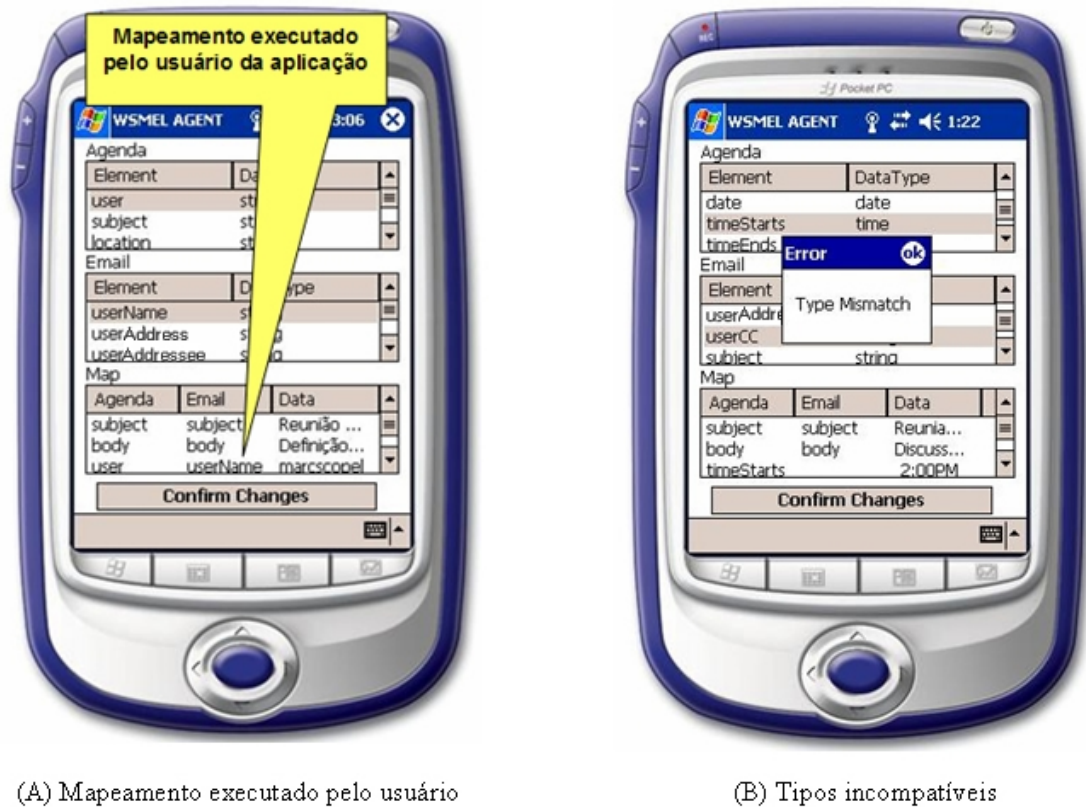 Mapeamento executado
pelo usuário da aplicação
WSMEL AGENT 3:06
Agenda
Element
user
subject
location
Email
Element
userName
userAddress
userAddressee
Map
Agenda Email Data
subject subject Reunião ...
body body Definição...
user userName marcscopel
Confirm Changes
(A) Mapeamento executado pelo usuário
REC
Pocket PC
WSMEL AGENT 1:22
Agenda
Element DataType
date date
timeStarts time
timeEnds
Error ok
Type Mismatch
Email
Element
userCC
subject string
Map
Agenda Email Data
subject subject Reunia...
body body Discuss...
timeStarts 2:00PM
Confirm Changes
(B) Tipos incompatíveis